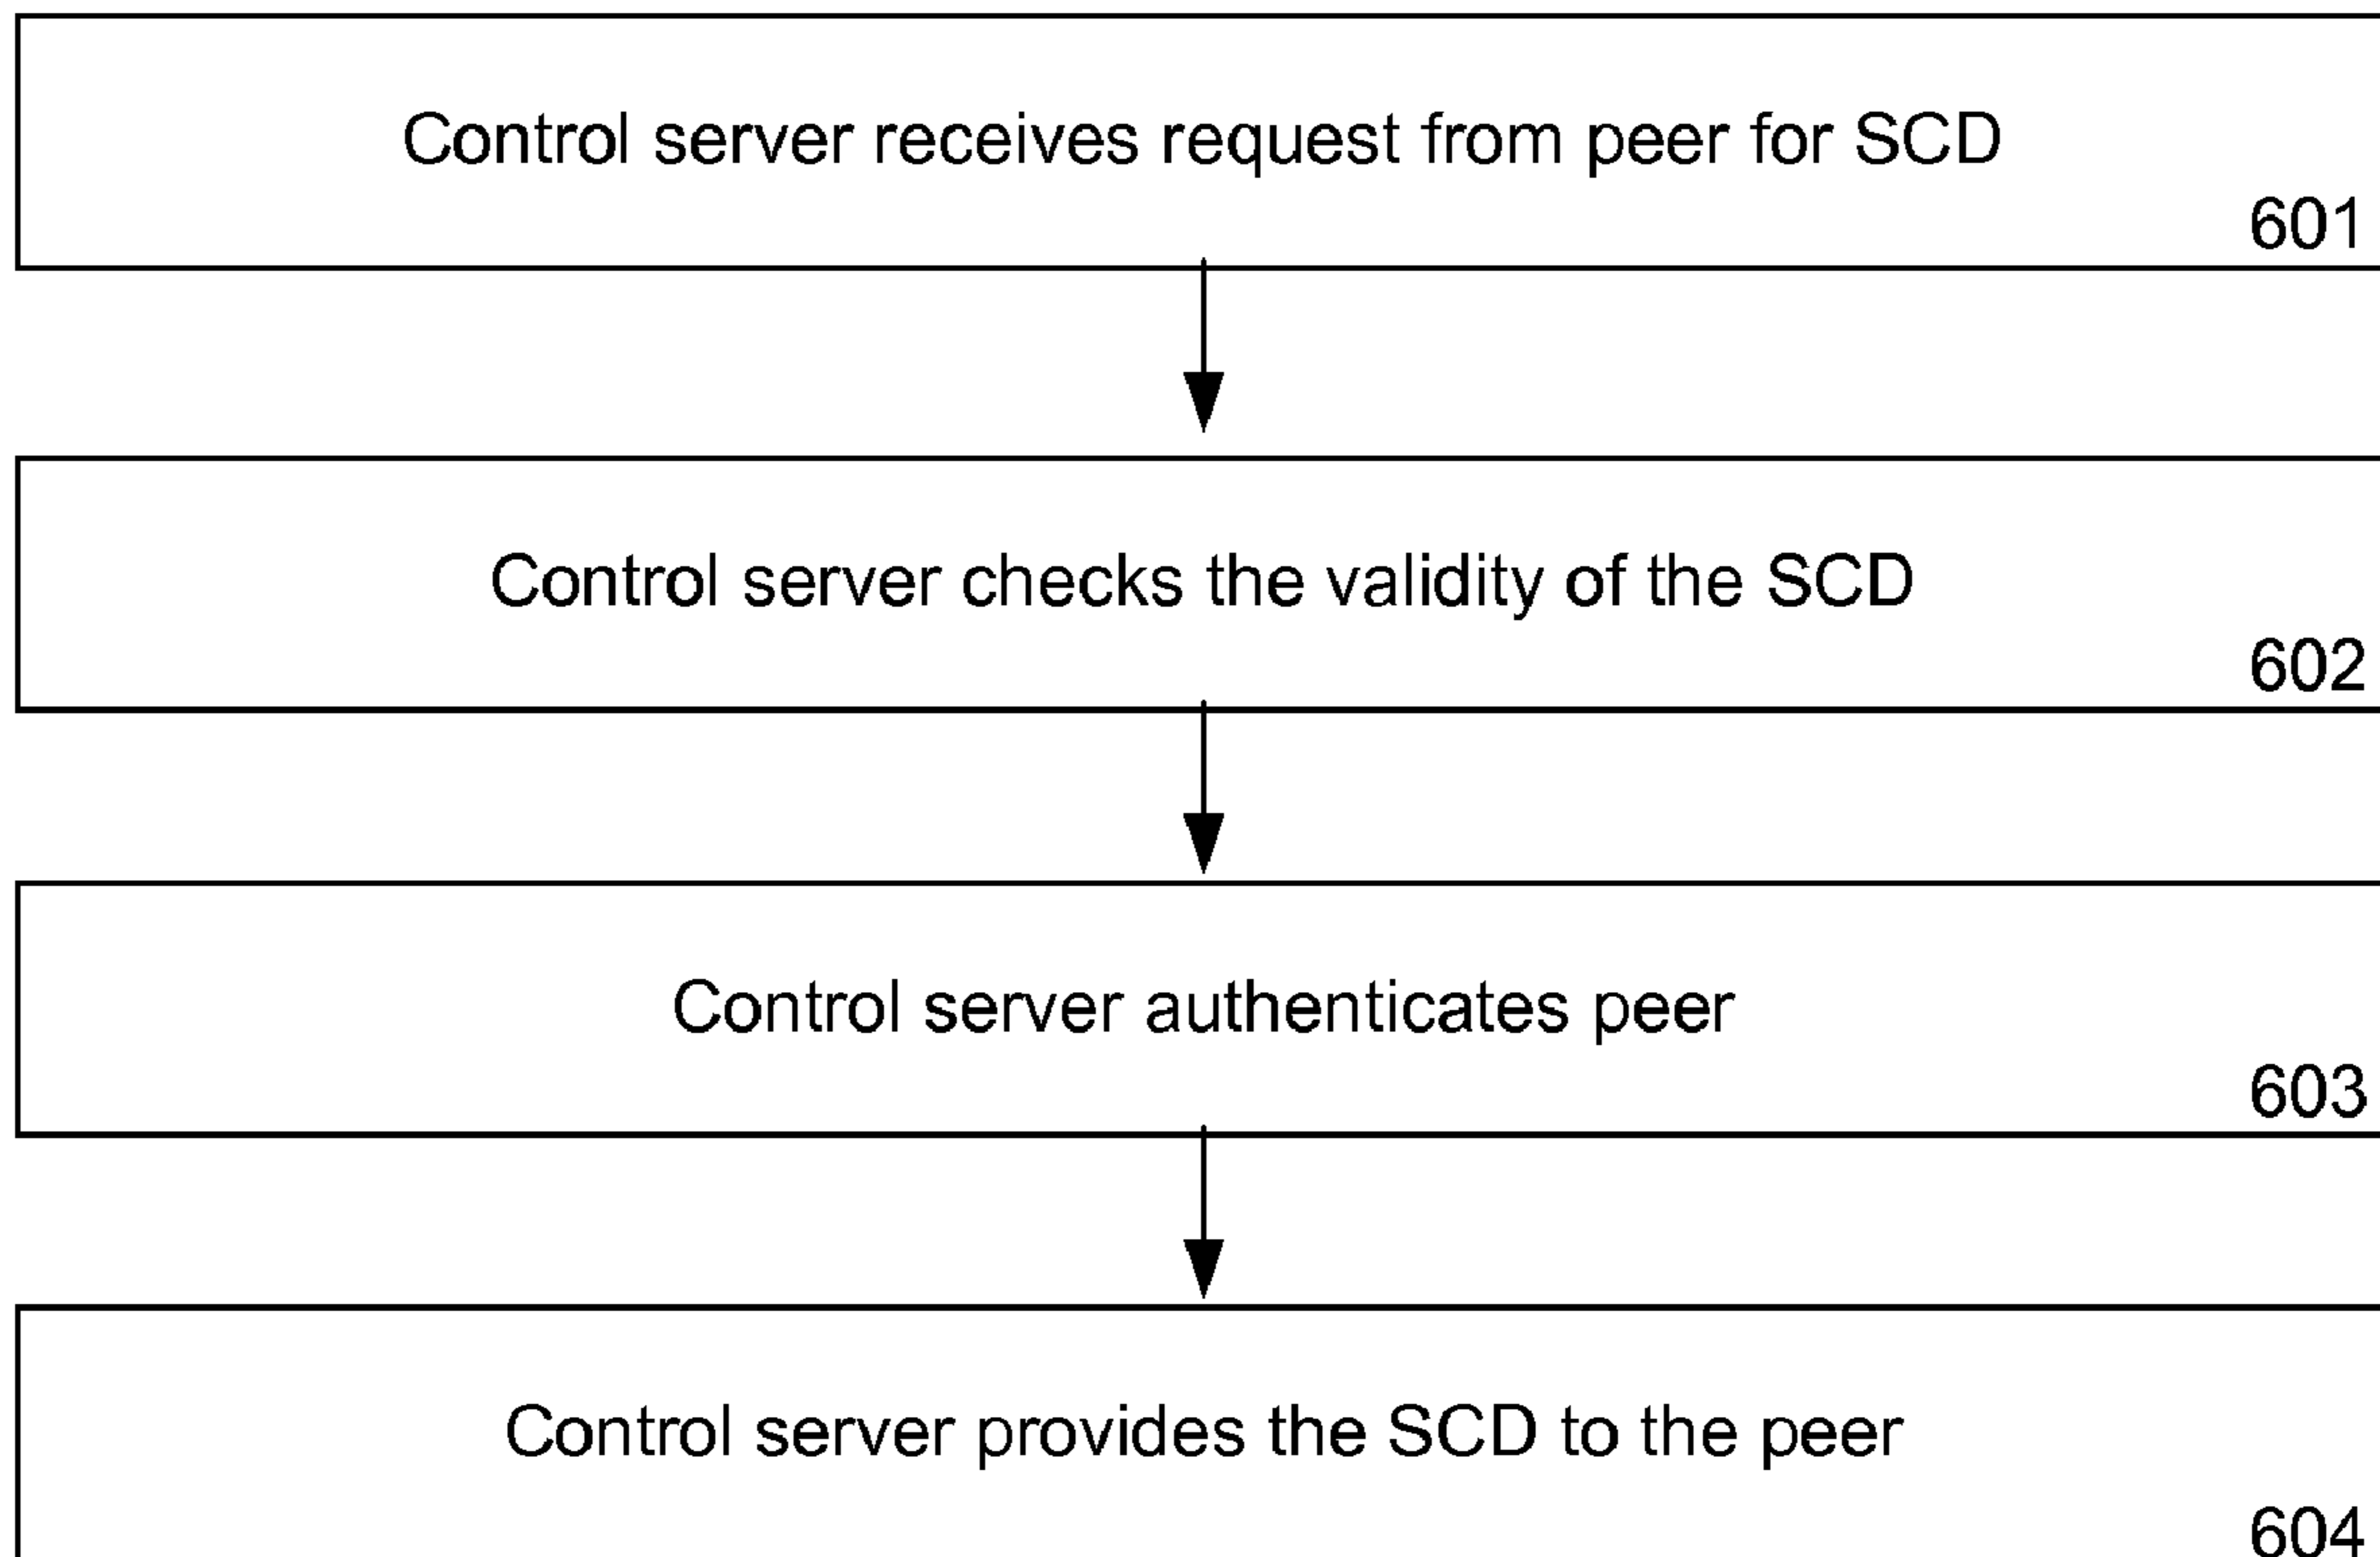 Control server receives request from peer for SCD
601
Control server checks the validity of the SCD
602
Control server authenticates peer
603
Control server provides the SCD to the peer
604